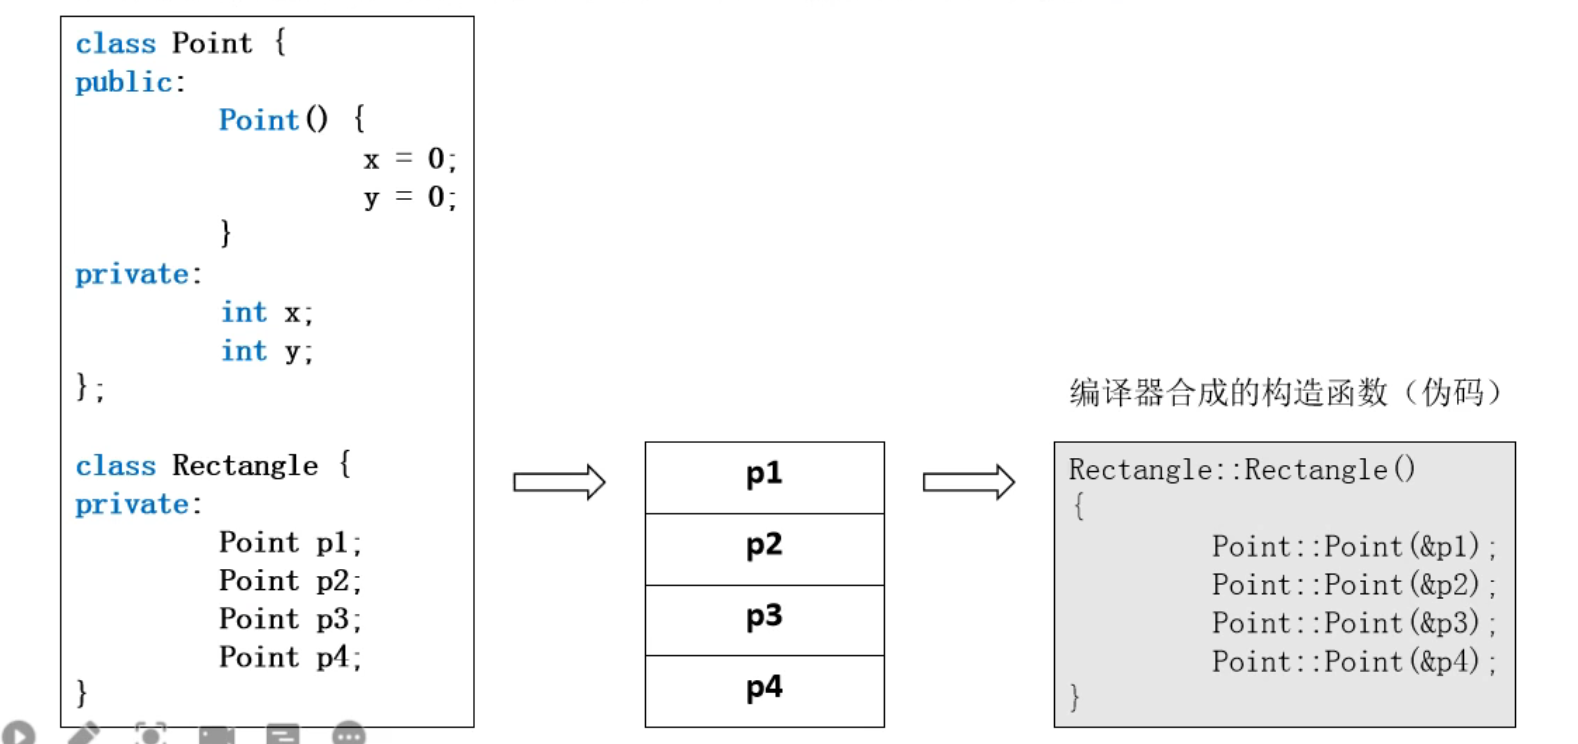 class Point {
public:
Point() {
x = 0;
y = 0;
}
private:
int x;
int y;
};
class Rectangle {
private:
Point p1;
Point p2;
Point p3;
Point p4;
}
p1
p2
p3
p4
编译器合成的构造函数（伪码）
Rectangle::Rectangle()
{
Point::Point(&p1);
Point::Point(&p2);
Point::Point(&p3);
Point::Point(&p4);
}